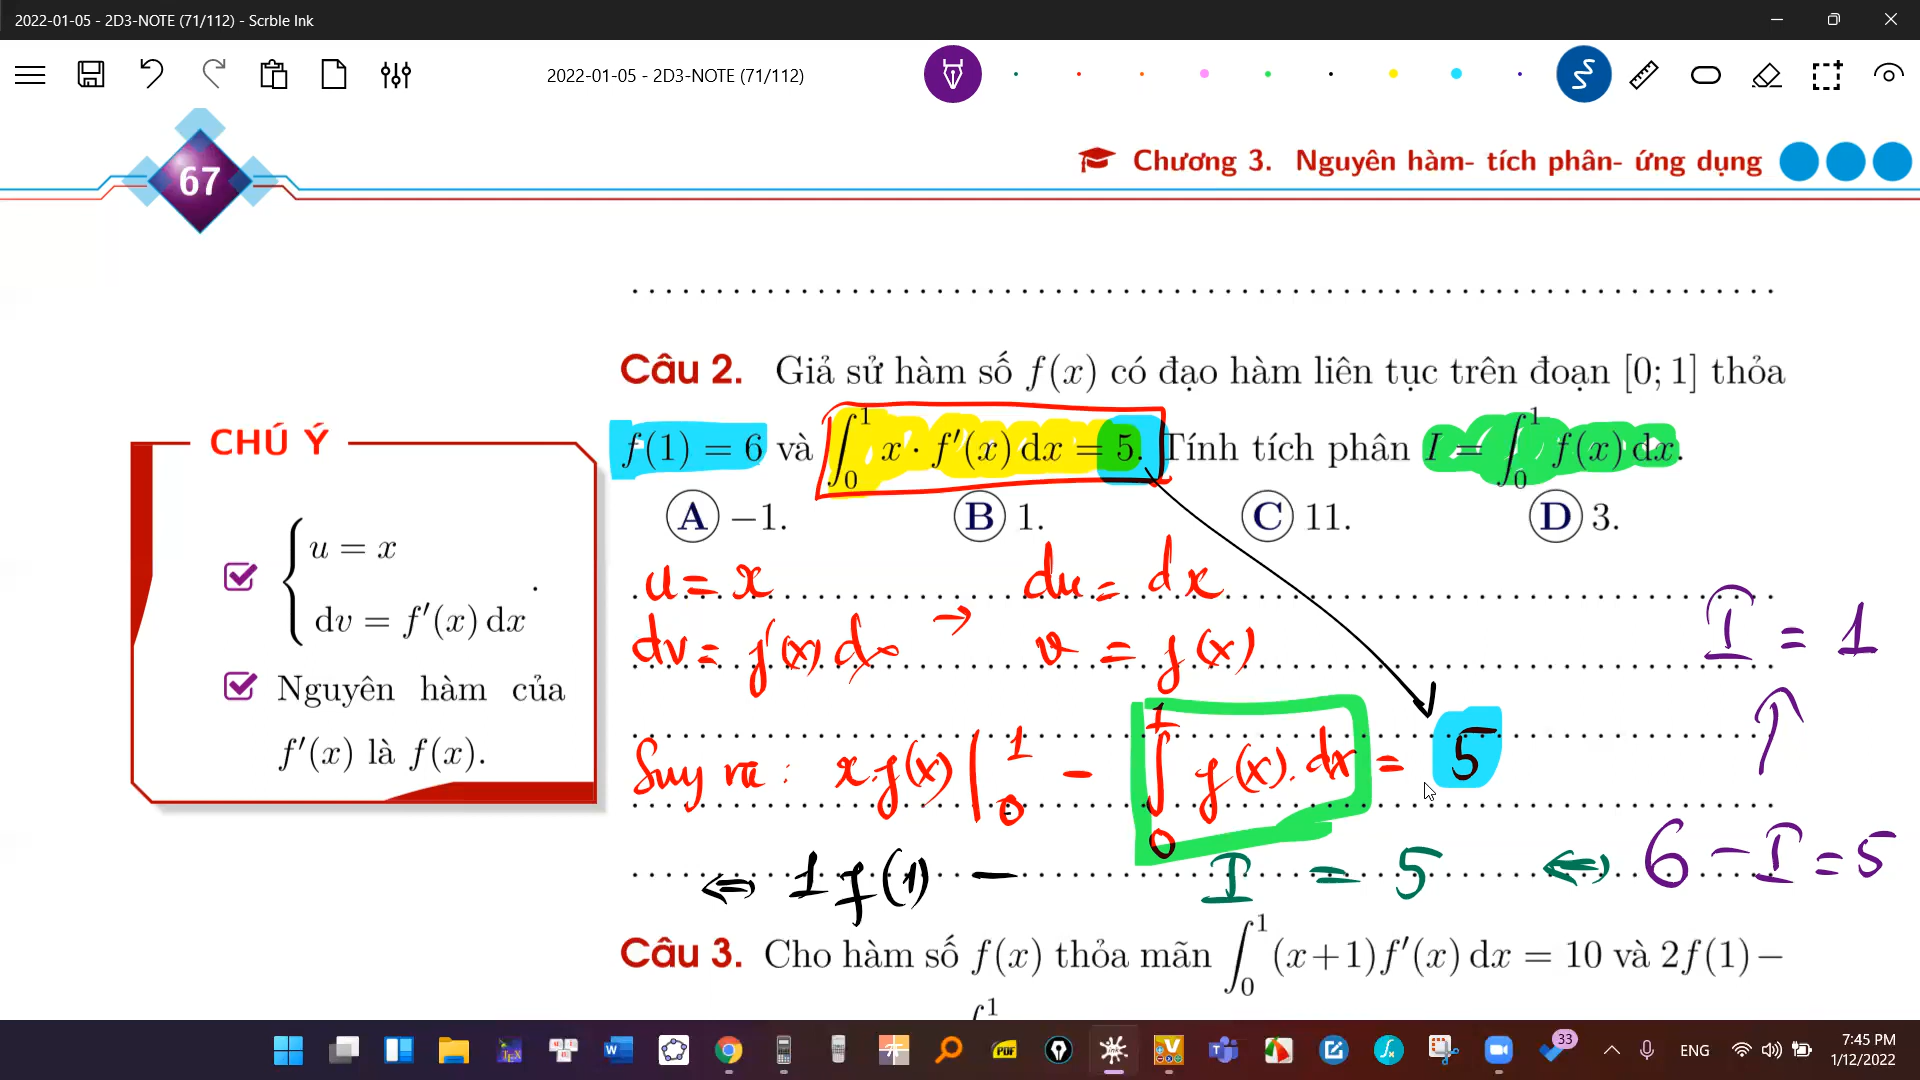 2022-01-05 - 2D3-NOTE (71/112) - Scrble Ink
2022-01-05 - 2D3-NOTE (71/112)
67
Chương 3. Nguyên hàm- tích phân- ứng dụng
Câu 2. Giả sử hàm số f(x) có đạo hàm liên tục trên đoạn [0; 1] thỏa
f(1) = 6 và ∫₀¹ x · f′(x) dx = 5. Tính tích phân I = ∫₀¹ f(x) dx.
A −1. B 1. C 11. D 3.
CHÚ Ý
{ u = x
dv = f′(x) dx .
Nguyên hàm của
f′(x) là f(x).
u = x du = dx
dv = f′(x) dx → v = f(x)
Suy ra : x.f(x) |₀¹ − ∫₀¹ f(x).dx = 5
⇔ 1f(1) − I = 5 ⇔ 6 − I = 5
↑
I = 1
Câu 3. Cho hàm số f(x) thỏa mãn ∫₀¹ (x+1)f′(x) dx = 10 và 2f(1)−
∫ 1
33
ENG
7:45 PM
1/12/2022